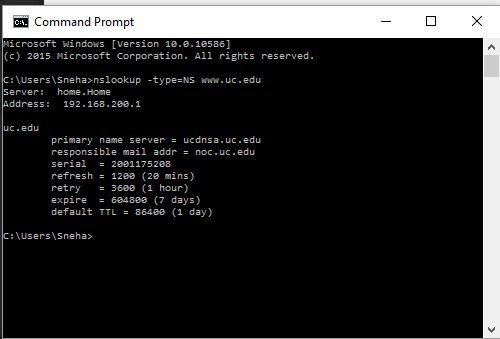 Command Prompt
Microsoft Windows [Version 10.0.10586]
(c) 2015 Microsoft Corporation. All rights reserved.
C:\Users\Sneha>nslookup -type=NS www.uc.edu
Server:  home.Home
Address:  192.168.200.1
uc.edu
        primary name server = ucdnsa.uc.edu
        responsible mail addr = noc.uc.edu
        serial  = 2001175208
        refresh = 1200 (20 mins)
        retry   = 3600 (1 hour)
        expire  = 604800 (7 days)
        default TTL = 86400 (1 day)
C:\Users\Sneha>